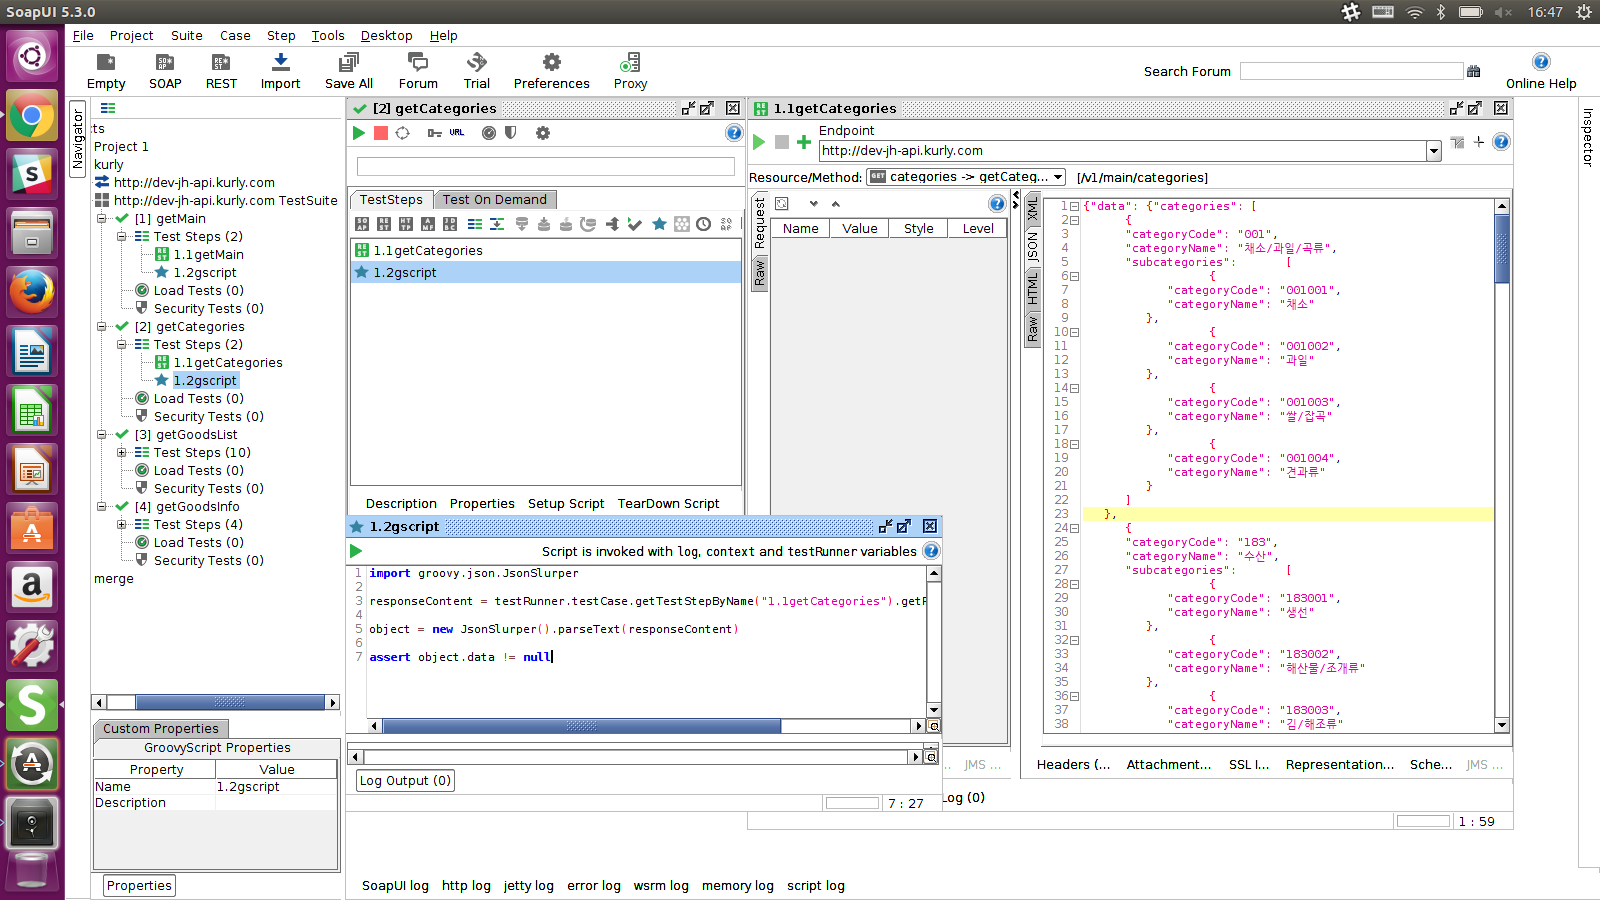 SoapUI 5.3.0
16:47
File Project Suite Case Step Tools Desktop Help
Empty SOAP REST Import Save All Forum Trial Preferences Proxy
Search Forum
Online Help
Navigator
ts
Project 1
kurly
http://dev-jh-api.kurly.com
http://dev-jh-api.kurly.com TestSuite
[1] getMain
Test Steps (2)
1.1getMain
1.2gscript
Load Tests (0)
Security Tests (0)
[2] getCategories
Test Steps (2)
1.1getCategories
1.2gscript
Load Tests (0)
Security Tests (0)
[3] getGoodsList
Test Steps (10)
Load Tests (0)
Security Tests (0)
[4] getGoodsInfo
Test Steps (4)
Load Tests (0)
Security Tests (0)
merge
Custom Properties
GroovyScript Properties
Property Value
Name 1.2gscript
Description
Properties
[2] getCategories
URL
TestSteps Test On Demand
1.1getCategories
1.2gscript
Description Properties Setup Script TearDown Script
1.2gscript
Script is invoked with log, context and testRunner variables
1 import groovy.json.JsonSlurper
2
3 responseContent = testRunner.testCase.getTestStepByName("1.1getCategories").getP
4
5 object = new JsonSlurper().parseText(responseContent)
6
7 assert object.data != null
Log Output (0)
7 : 27
1.1getCategories
Endpoint
http://dev-jh-api.kurly.com
Resource/Method: GET categories -> getCateg... [/v1/main/categories]
Request
Raw
Name Value Style Level
XML
JSON
HTML
Raw
1 {"data": {"categories": [
2 {
3 "categoryCode": "001",
4 "categoryName": "채소/과일/곡류",
5 "subcategories": [
6 {
7 "categoryCode": "001001",
8 "categoryName": "채소"
9 },
10 {
11 "categoryCode": "001002",
12 "categoryName": "과일"
13 },
14 {
15 "categoryCode": "001003",
16 "categoryName": "쌀/잡곡"
17 },
18 {
19 "categoryCode": "001004",
20 "categoryName": "견과류"
21 }
22 ]
23 },
24 {
25 "categoryCode": "183",
26 "categoryName": "수산",
27 "subcategories": [
28 {
29 "categoryCode": "183001",
30 "categoryName": "생선"
31 },
32 {
33 "categoryCode": "183002",
34 "categoryName": "해산물/조개류"
35 },
36 {
37 "categoryCode": "183003",
38 "categoryName": "김/해조류"
... JMS ...
Headers (... Attachment... SSL I... Representation... Sche... JMS ...
Log (0)
1 : 59
Inspector
SoapUI log http log jetty log error log wsrm log memory log script log